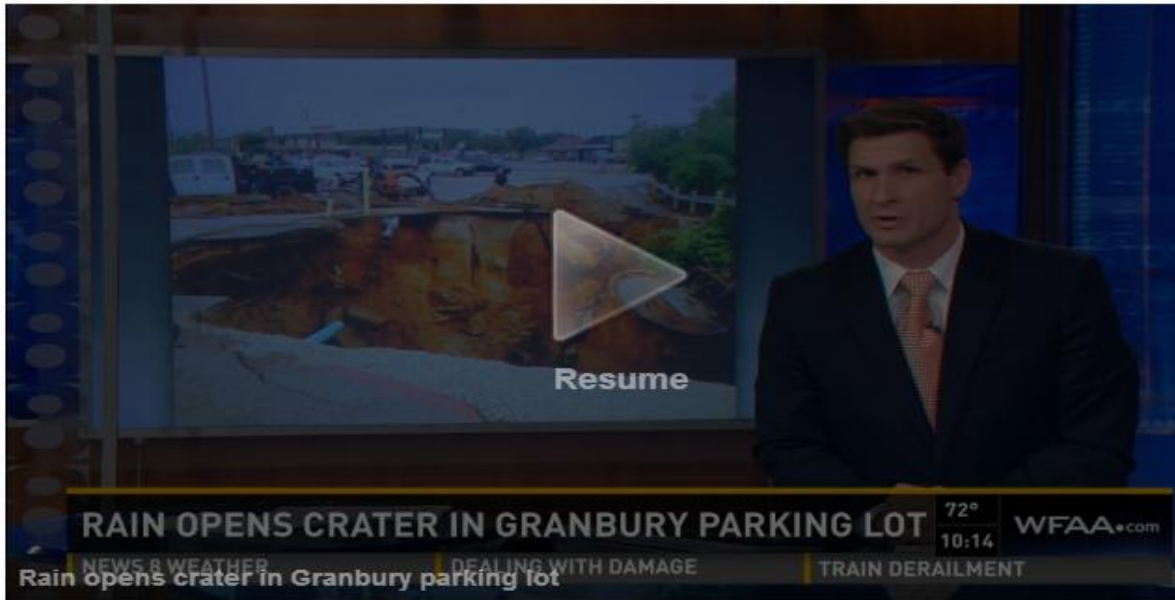 Resume
RAIN OPENS CRATER IN GRANBURY PARKING LOT
72°
10:14
WFAA.com
NEWS 8 WEATHER
DEALING WITH DAMAGE
TRAIN DERAILMENT
Rain opens crater in Granbury parking lot